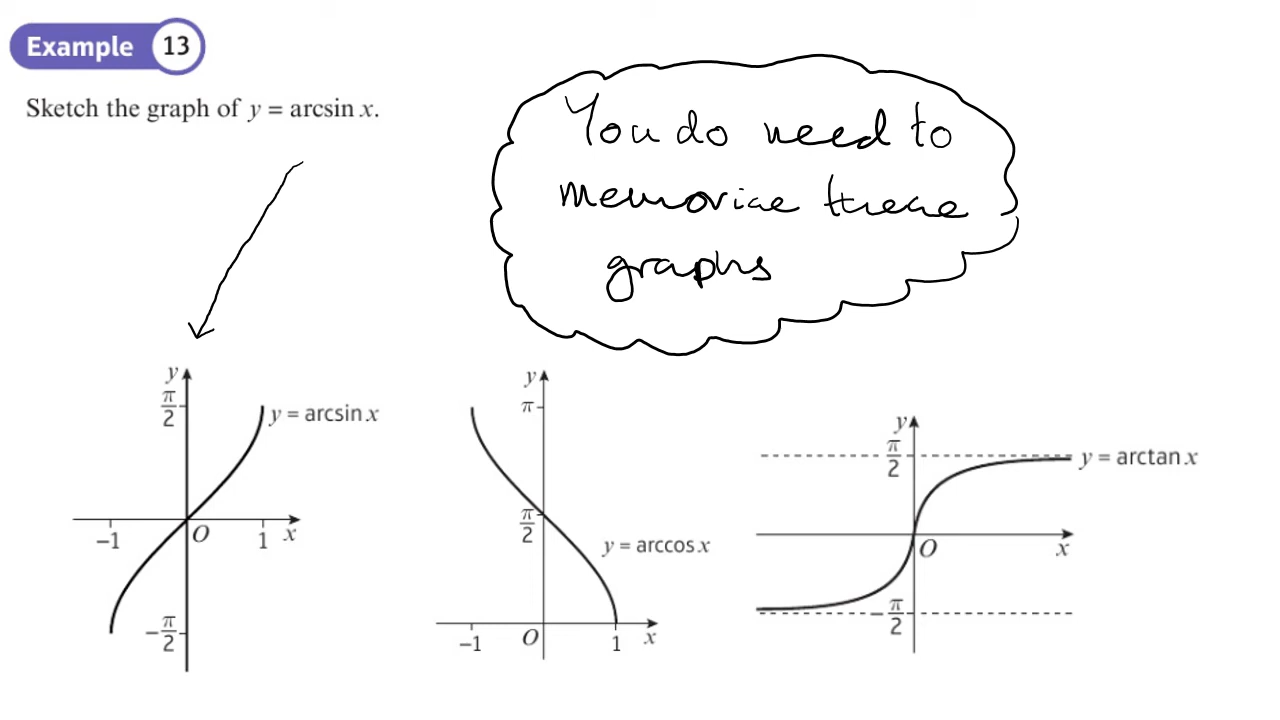 Example 13
Sketch the graph of y = arcsin x.
You do need to
memorise these
graphs
y
π/2
y = arcsin x
−1
O
1
x
−π/2
y
π
π/2
y = arccos x
−1
O
1
x
y
π/2
y = arctan x
O
x
−π/2